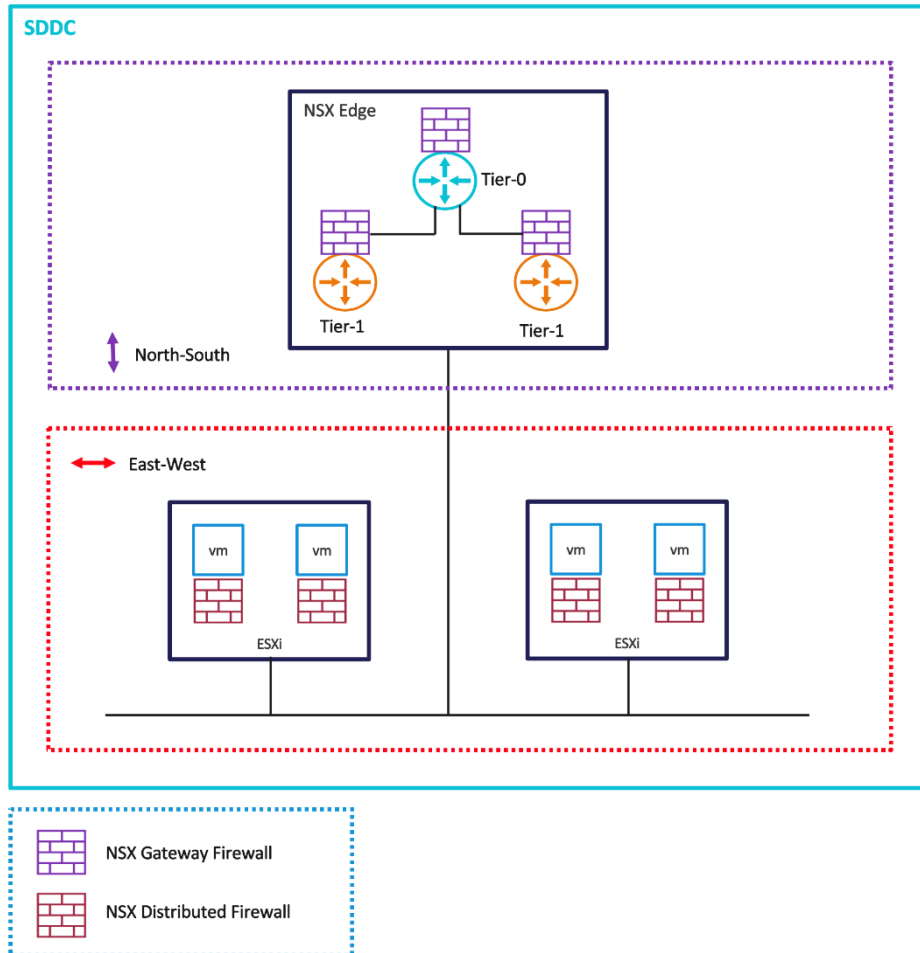 SDDC
NSX Edge
Tier-0
Tier-1
Tier-1
North-South
East-West
vm
vm
vm
vm
ESXi
ESXi
NSX Gateway Firewall
NSX Distributed Firewall